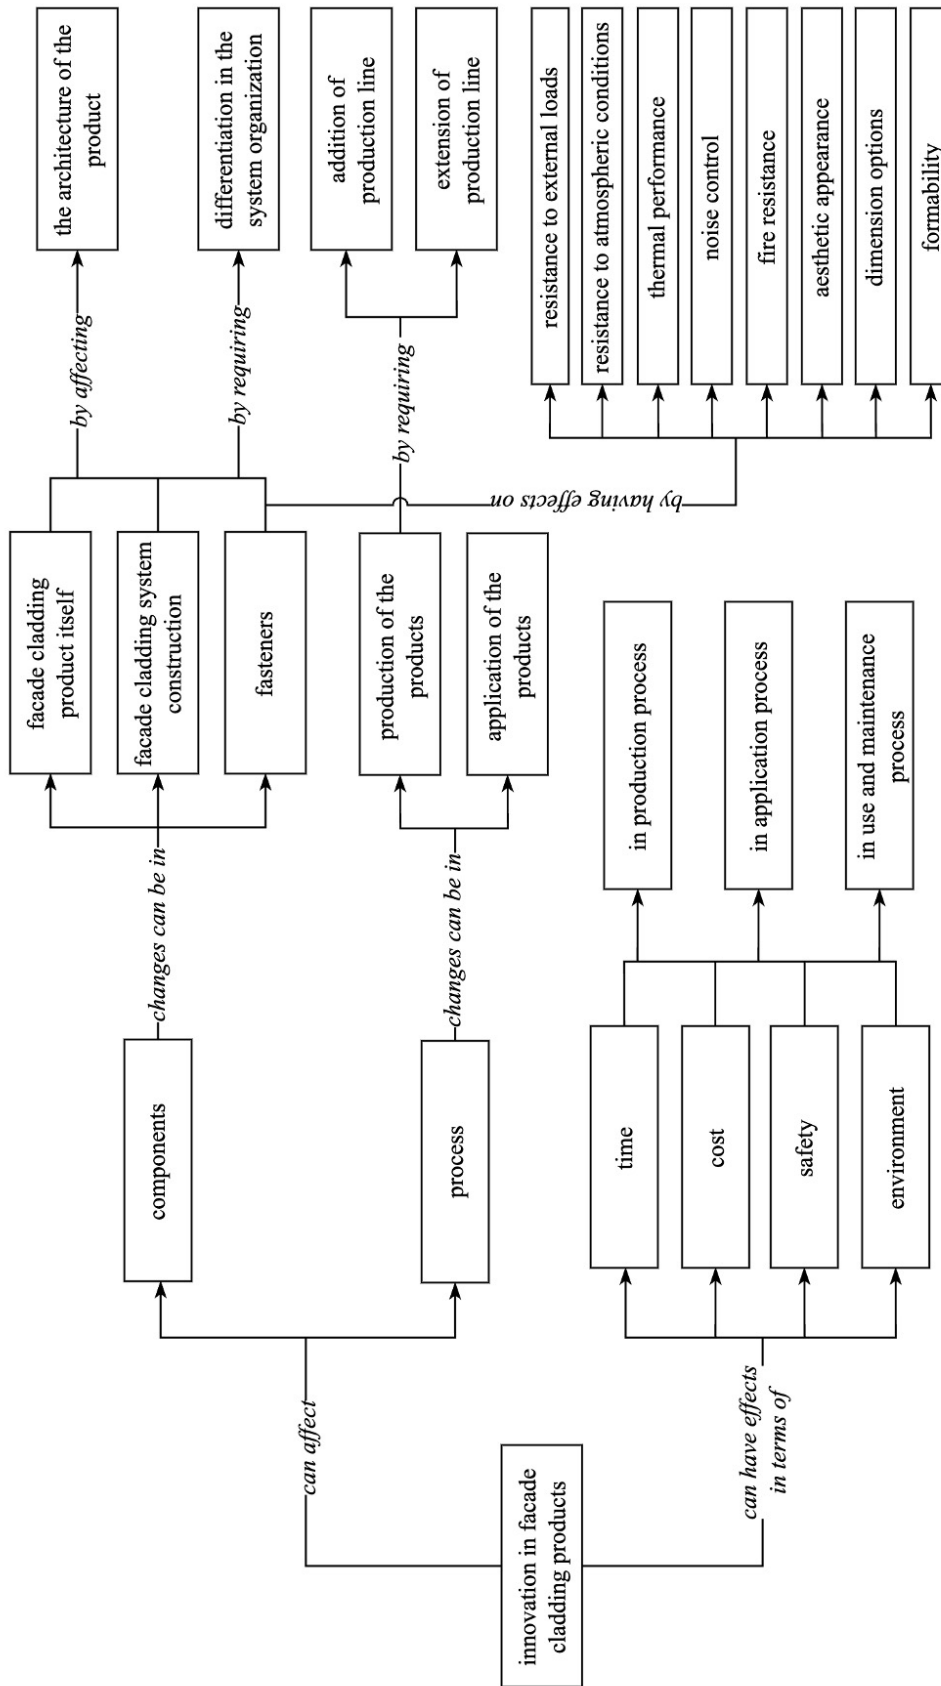 innovation in facade
cladding products
can affect
components
changes can be in
facade cladding
product itself
facade cladding system
construction
fasteners
by affecting
the architecture of the
product
by requiring
differentiation in the
system organization
process
changes can be in
production of the
products
application of the
products
by requiring
addition of
production line
extension of
production line
by having effects on
resistance to external loads
resistance to atmospheric conditions
thermal performance
noise control
fire resistance
aesthetic appearance
dimension options
formability
can have effects
in terms of
time
cost
safety
environment
in production process
in application process
in use and maintenance
process